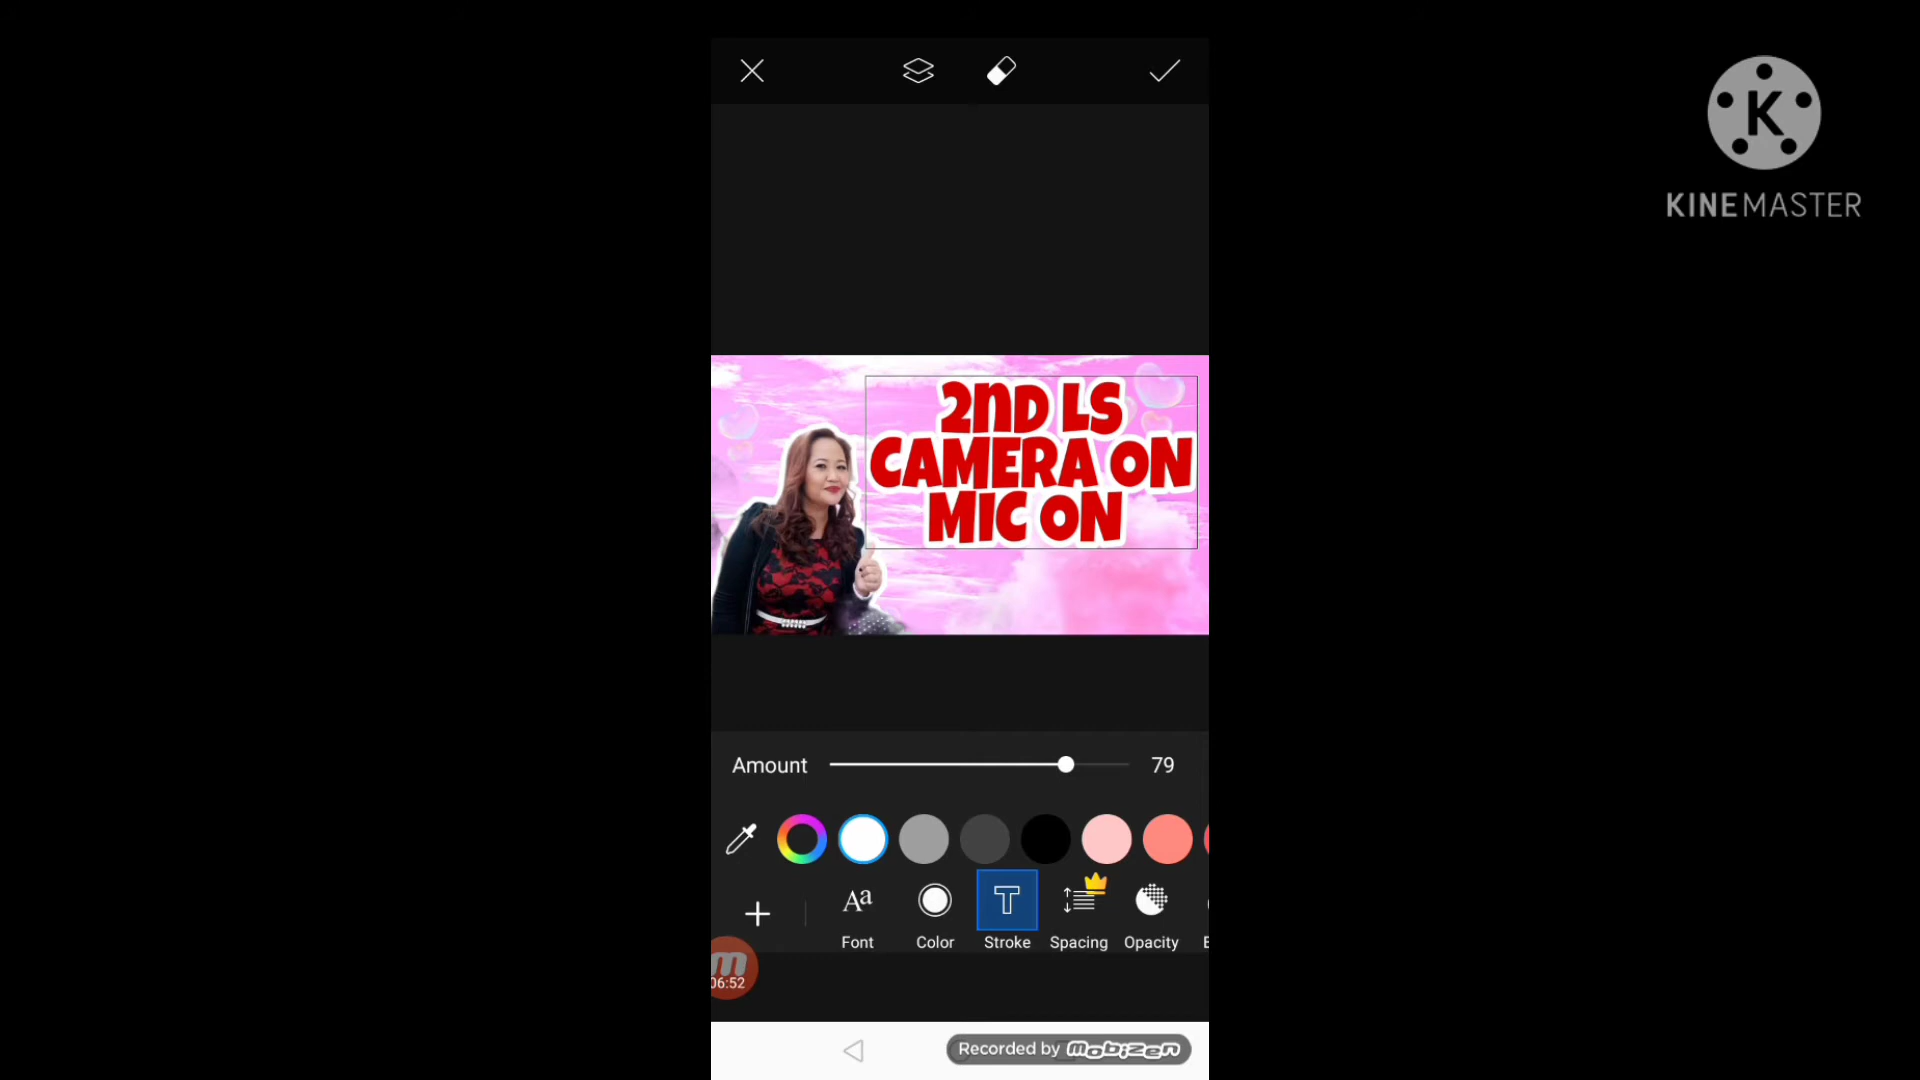 K
KINEMASTER
2ND LS
CAMERA ON
MIC ON
Amount 79
Aa T
Font Color Stroke Spacing Opacity
m
06:52
Recorded by mobizen